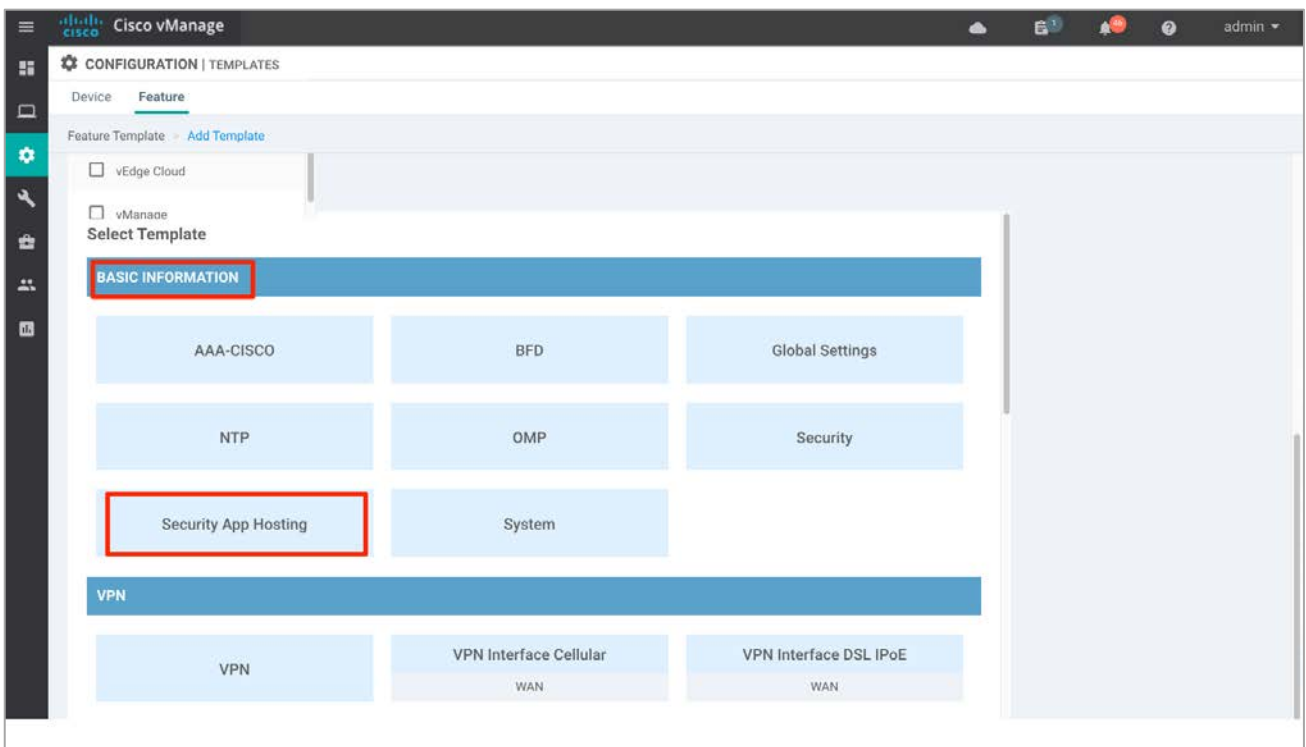 cisco Cisco vManage 1 admin
CONFIGURATION | TEMPLATES
Device Feature
Feature Template > Add Template
vEdge Cloud
vManage
Select Template
BASIC INFORMATION
AAA-CISCO BFD Global Settings
NTP OMP Security
Security App Hosting System
VPN
VPN VPN Interface Cellular VPN Interface DSL IPoE
WAN WAN